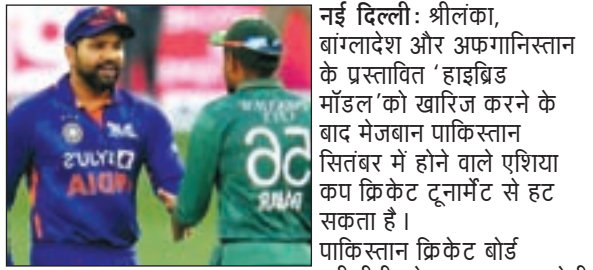 नई दिल्ली: श्रीलंका,
बांग्लादेश और अफगानिस्तान
के प्रस्तावित 'हाइब्रिड
मॉडल'को खारिज करने के
बाद मेजबान पाकिस्तान
सितंबर में होने वाले एशिया
कप क्रिकेट टूनार्मेंट से हट
सकता है।
पाकिस्तान क्रिकेट बोर्ड